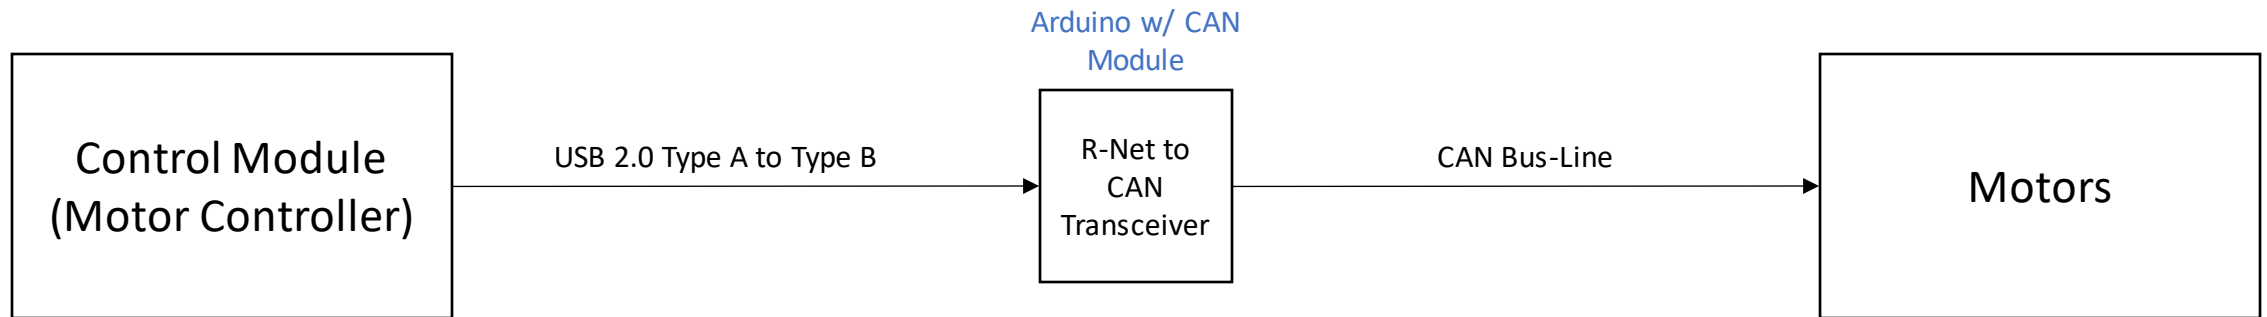 Arduino w/ CAN
Module
Control Module
(Motor Controller)
USB 2.0 Type A to Type B
R-Net to
CAN
Transceiver
CAN Bus-Line
Motors